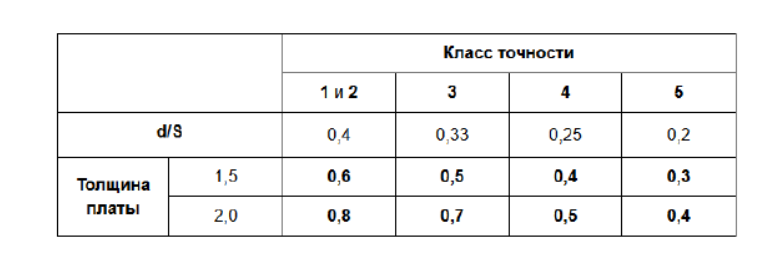 Класс точности
1 и 2 3 4 5
d/S 0,4 0,33 0,25 0,2
Толщина платы 1,5 0,6 0,5 0,4 0,3
2,0 0,8 0,7 0,5 0,4